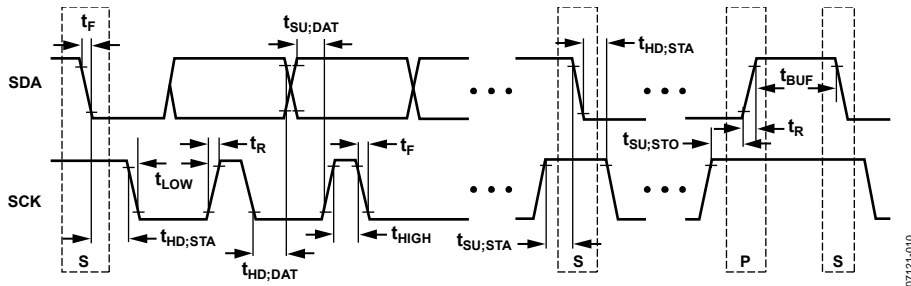 tF
tSU;DAT
tHD;STA
SDA
tBUF
tR
tF
tSU;STO
tR
tLOW
SCK
tHD;STA
tHIGH
tSU;STA
tHD;DAT
S
S
P
S
07121-010